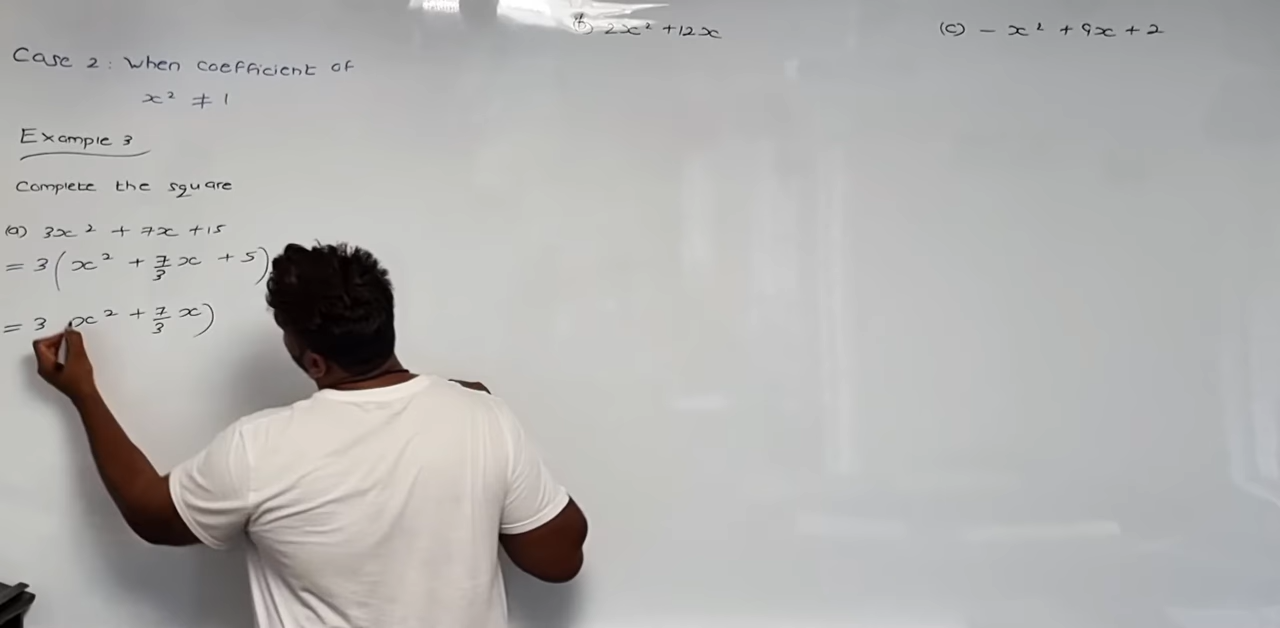 Case 2: When coefficient of
x² ≠ 1
Example 3
Complete the square
(a) 3x² + 7x + 15
= 3(x² + 7/3 x + 5)
= 3 x² + 7/3 x)
(b) 2x² + 12x
(c) - x² + 9x + 2